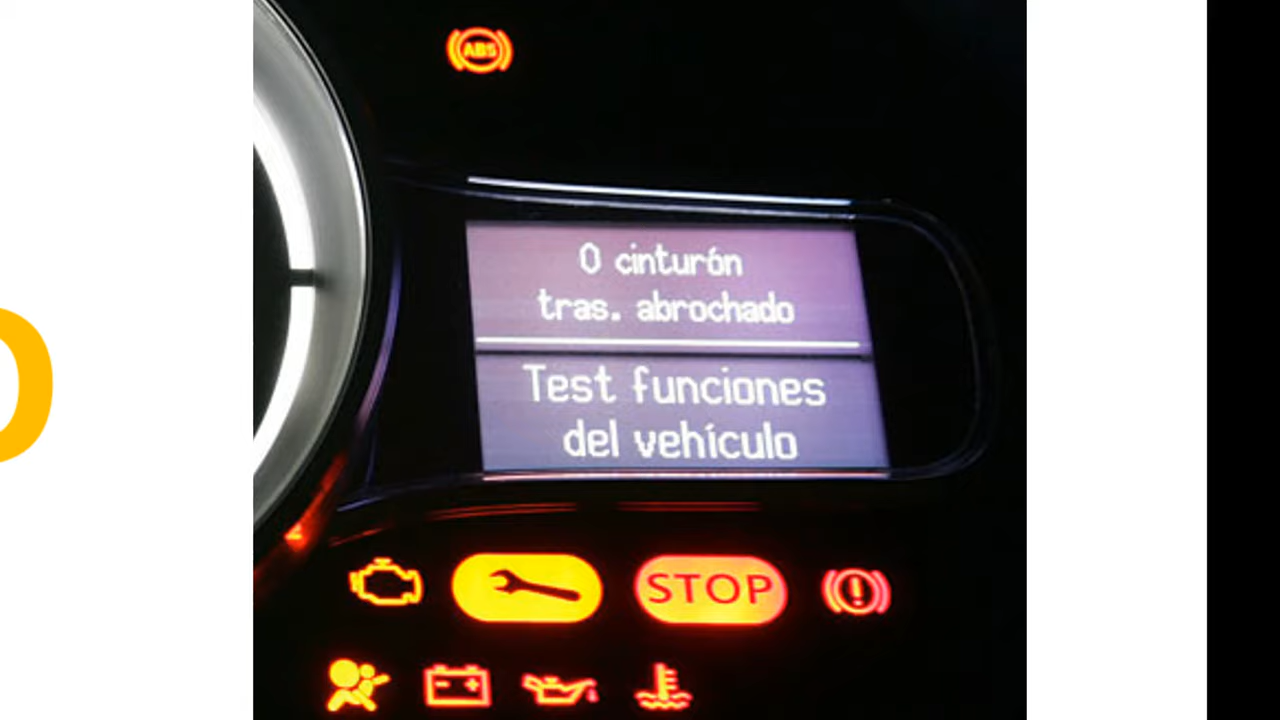 ABS
0 cinturón
tras. abrochado
Test funciones
del vehículo
STOP